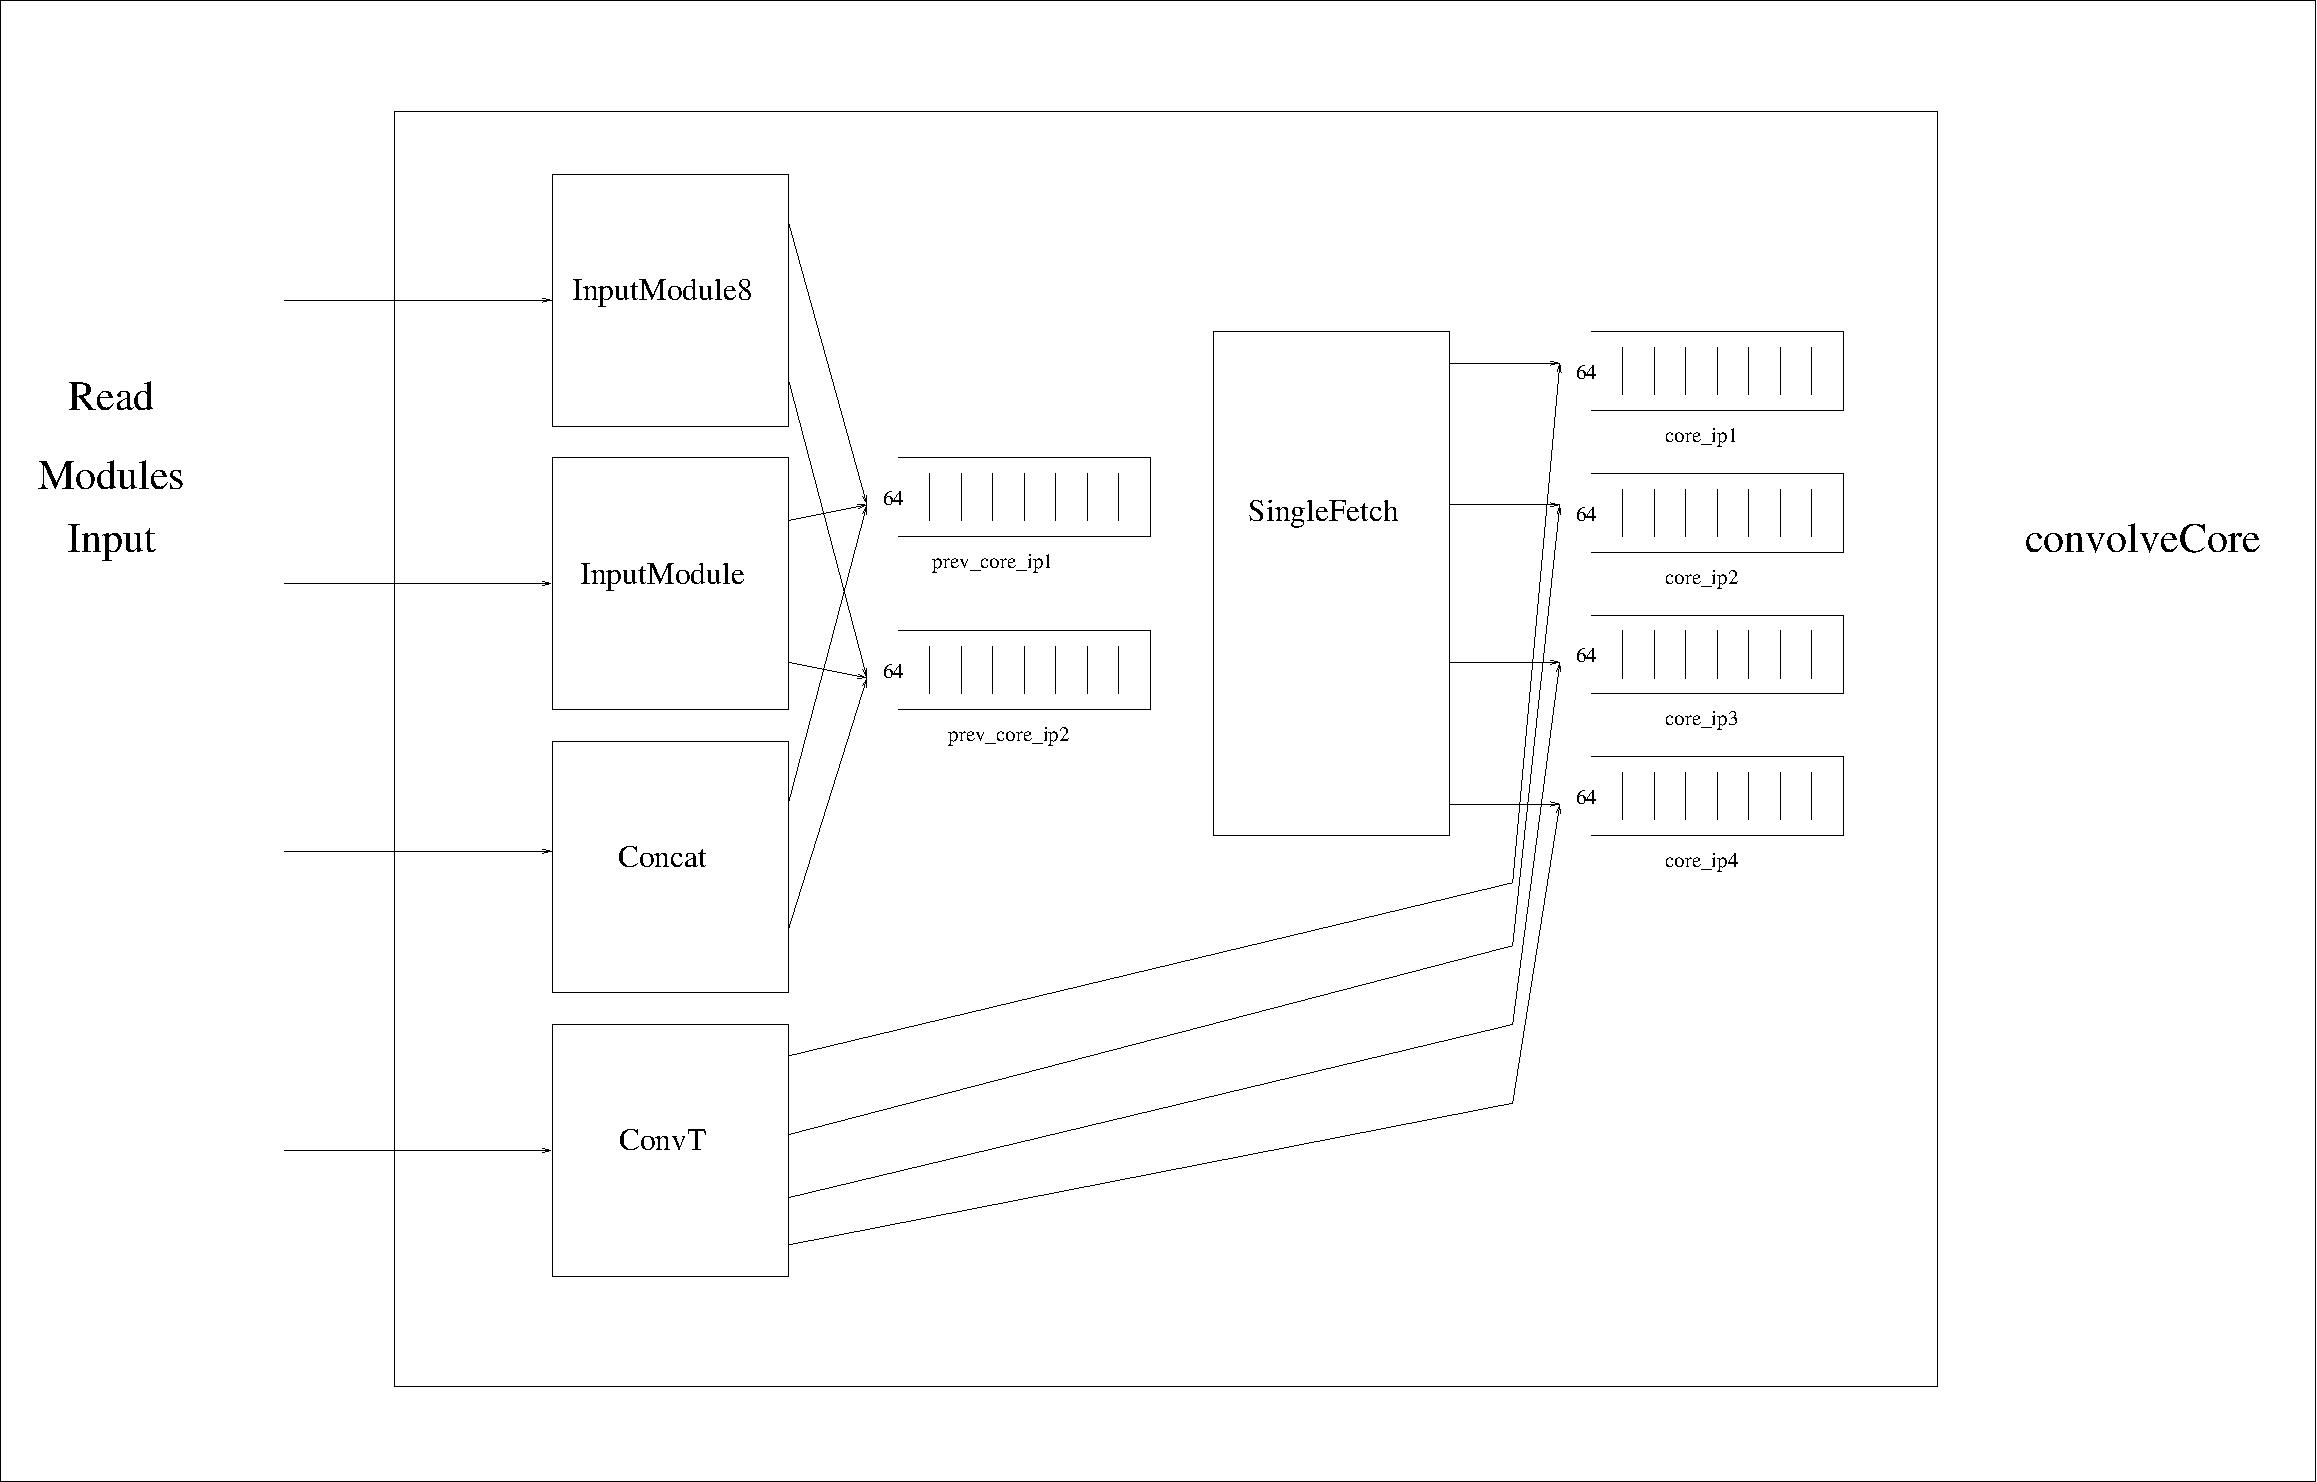 Read
Modules
Input
InputModule8
InputModule
Concat
ConvT
64
prev_core_ip1
64
prev_core_ip2
SingleFetch
64
core_ip1
64
core_ip2
64
core_ip3
64
core_ip4
convolveCore